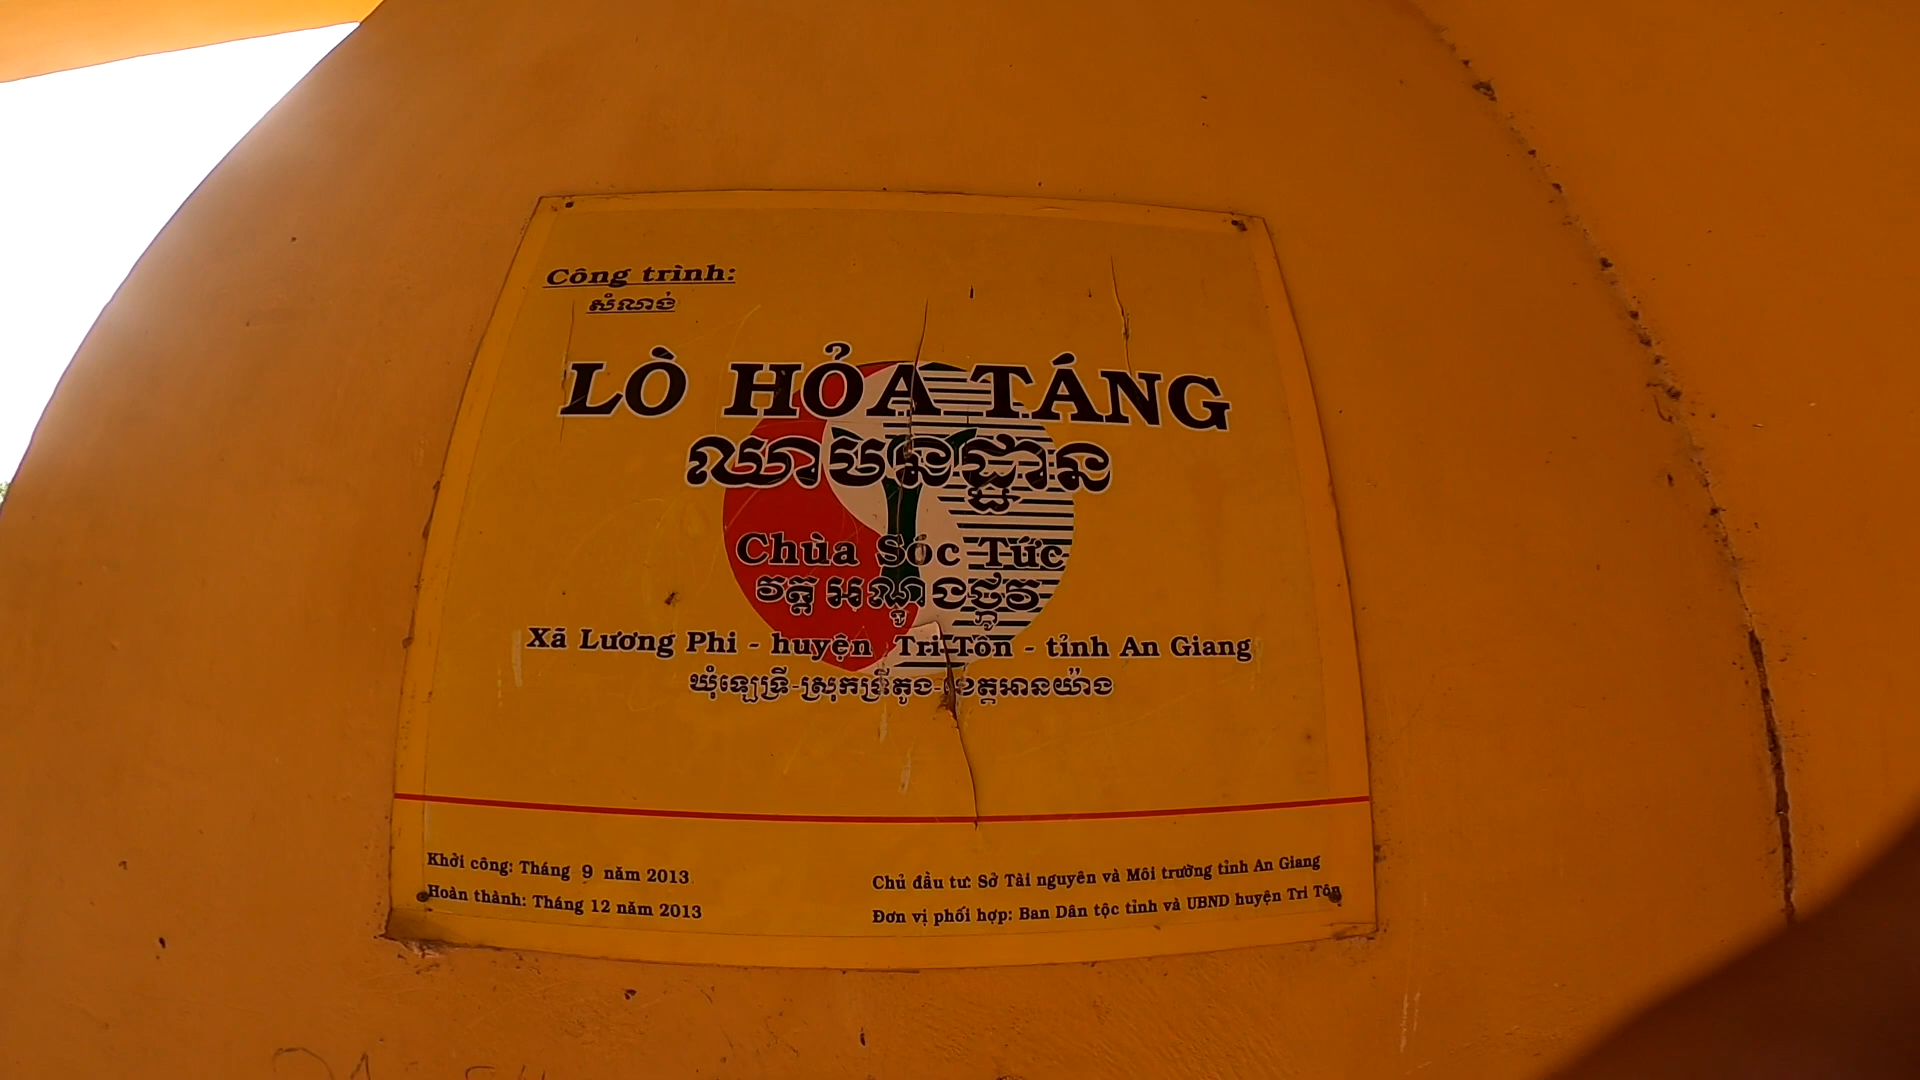 Công trình:
សំណង់
LÒ HỎA TÁNG
ឈាបនដ្ឋាន
Chùa Sóc Tức
វត្តអណ្ដូងថ្កូវ
Xã Lương Phi - huyện Tri Tôn - tỉnh An Giang
ឃុំឡេទ្រី-ស្រុកព្រីតូង-ខេត្តអានយ៉ាង
Khởi công: Tháng 9 năm 2013
Hoàn thành: Tháng 12 năm 2013
Chủ đầu tư: Sở Tài nguyên và Môi trường tỉnh An Giang
Đơn vị phối hợp: Ban Dân tộc tỉnh và UBND huyện Tri Tôn